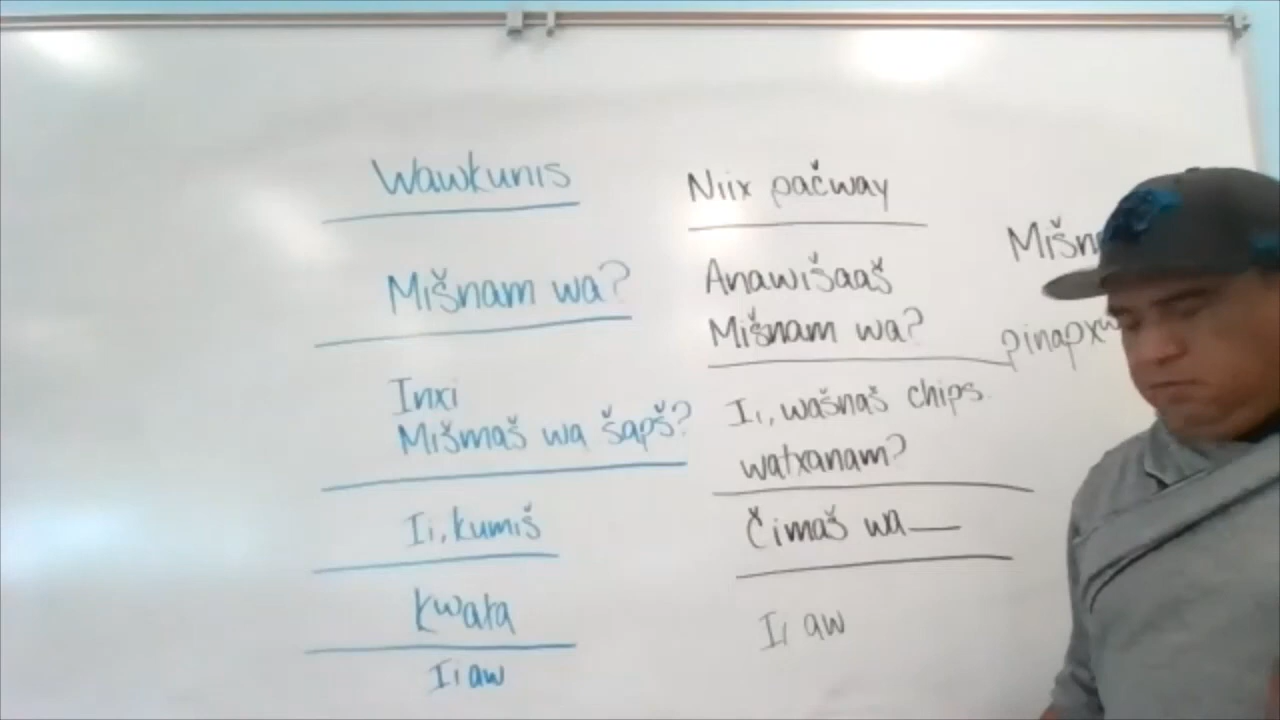 Wawkunis
Mišnam wa?
Inxi
Mišmaš wa šapš?
Ii, kumiš
Kwała
Ii aw
Niix pačway
Anawišaaš
Mišnam wa?
Ii, wašnaš chips.
watxanam?
Čimaš wa—
Ii aw